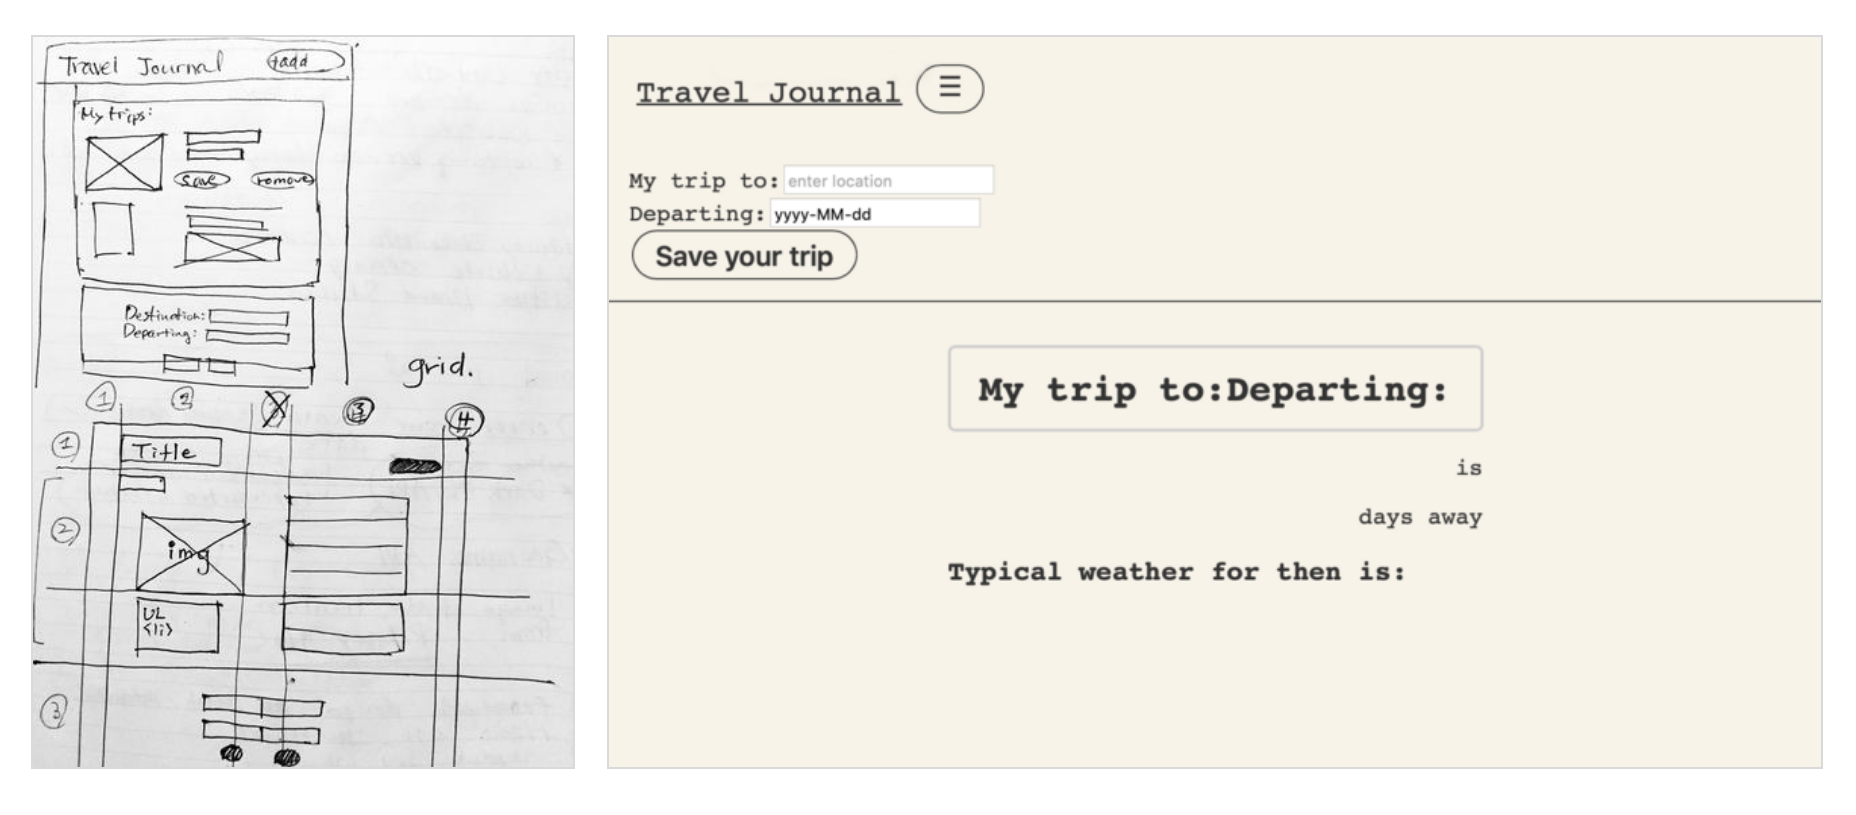 Travel Journal
+add
My trips:
save
remove
Destination:
Departing:
grid.
1
2
3
3
4
1
Title
2
img
UL
<li>
3
Travel Journal ☰
My trip to: enter location
Departing: yyyy-MM-dd
Save your trip
My trip to:Departing:
is
days away
Typical weather for then is: